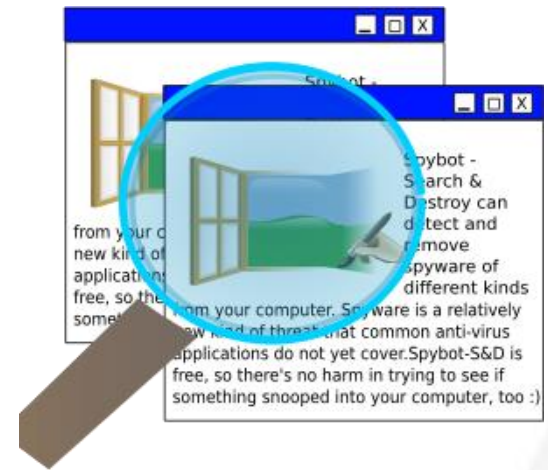 Spybot -
from your
new kind of
applications
free, so the
Spybot -
Search &
Destroy can
detect and
remove
spyware of
different kinds
from your computer. Spyware is a relatively
new kind of threat that common anti-virus
applications do not yet cover.Spybot-S&D is
free, so there's no harm in trying to see if
something snooped into your computer, too :)